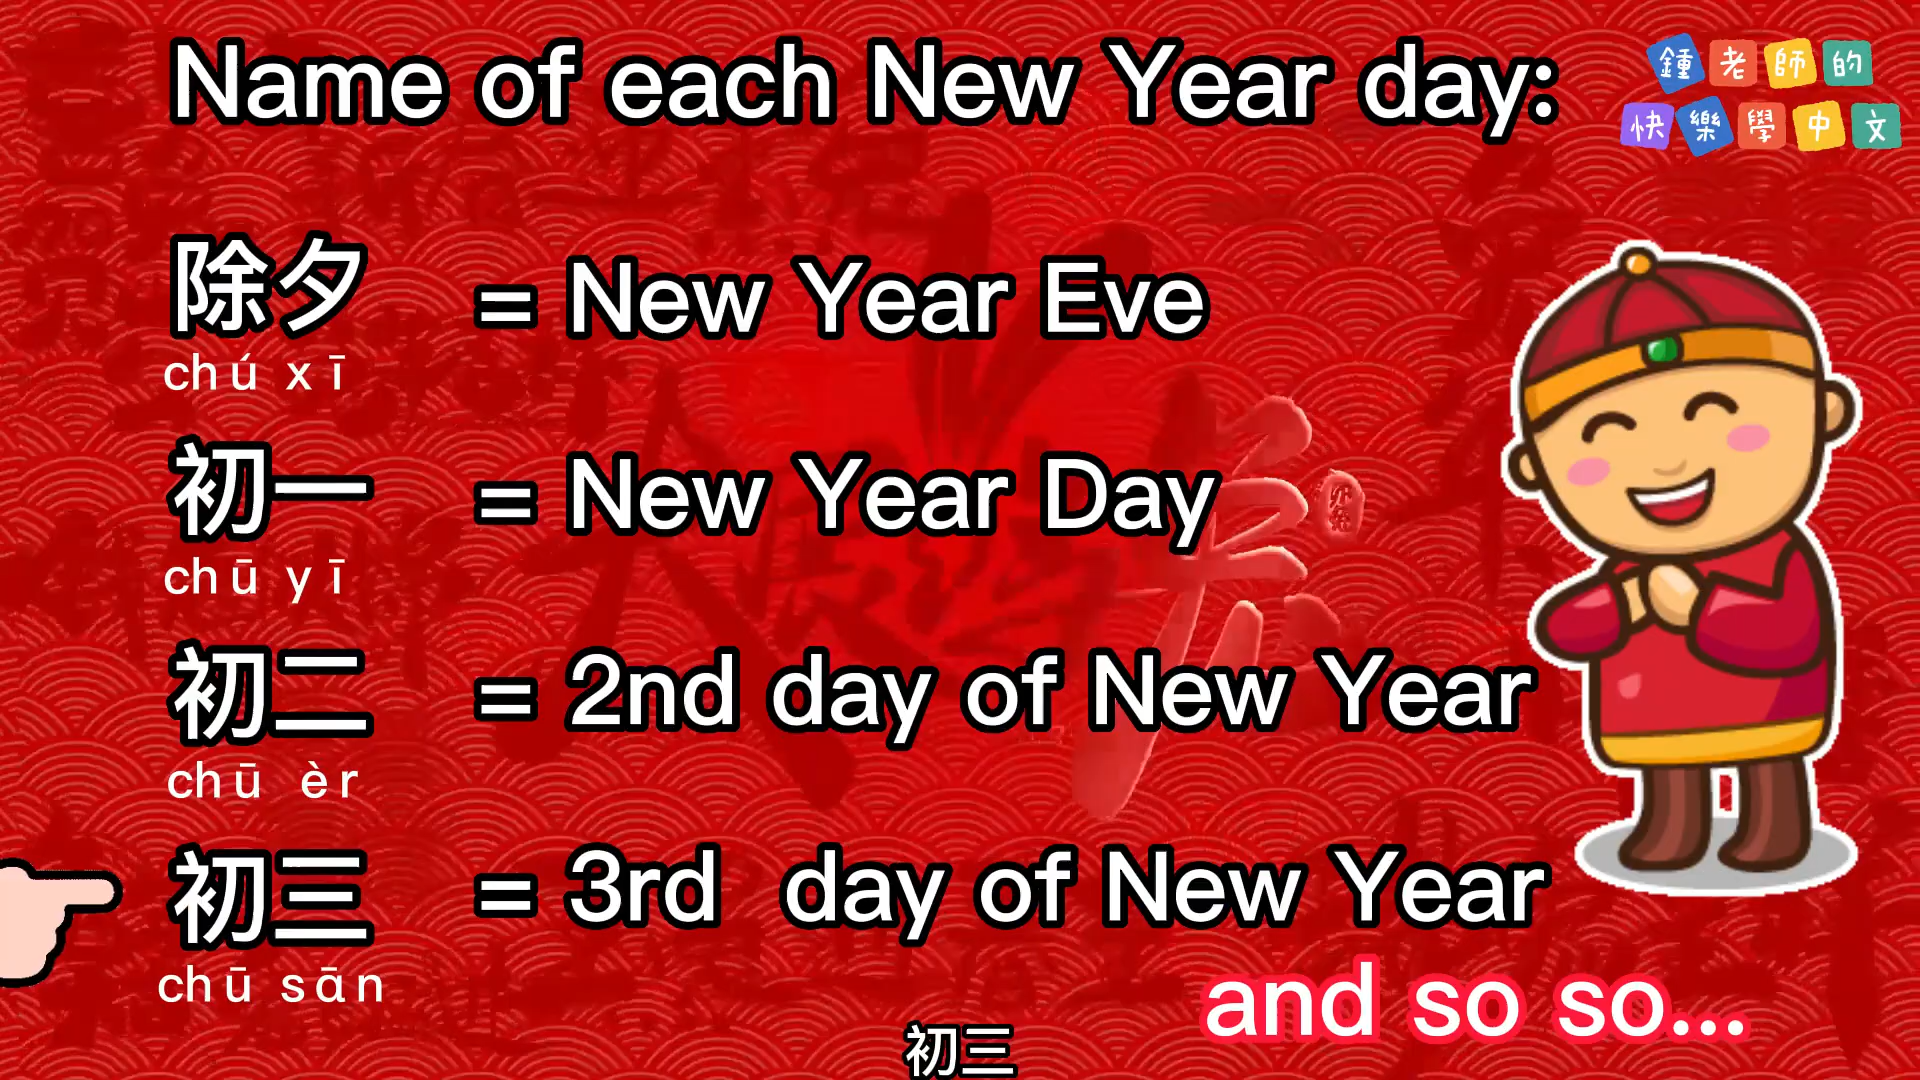 Name of each New Year day:
鍾老師的
快樂學中文
除夕 = New Year Eve
chú xī
初一 = New Year Day
chū yī
初二 = 2nd day of New Year
chū èr
初三 = 3rd day of New Year
chū sān
and so so...
初三